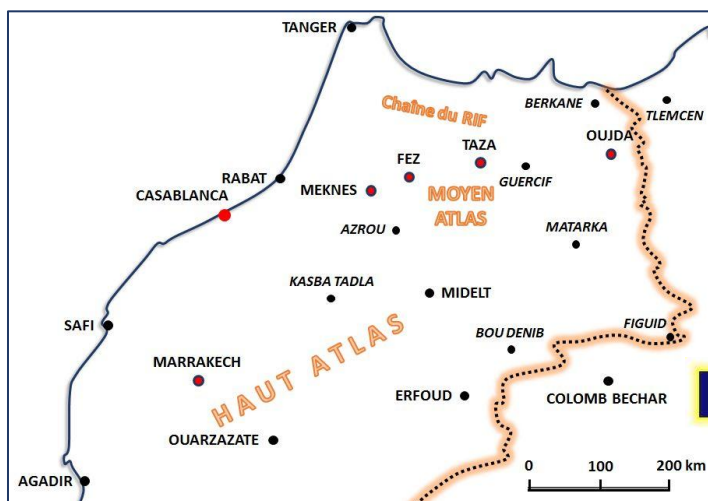 TANGER
Chaîne du RIF
BERKANE
TLEMCEN
OUJDA
TAZA
FEZ
GUERCIF
RABAT
MEKNES
CASABLANCA
MOYEN
ATLAS
AZROU
MATARKA
KASBA TADLA
MIDELT
SAFI
FIGUID
BOU DENIB
MARRAKECH
HAUT ATLAS
ERFOUD
COLOMB BECHAR
OUARZAZATE
AGADIR
0 100 200 km